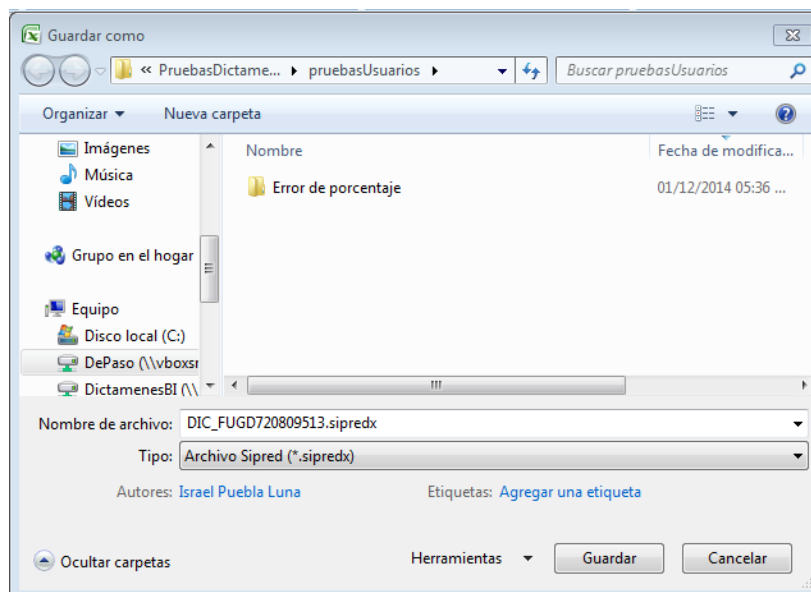 Guardar como
« PruebasDictame... pruebasUsuarios Buscar pruebasUsuarios
Organizar Nueva carpeta
Imágenes
Música
Vídeos
Grupo en el hogar
Equipo
Disco local (C:)
DePaso (\\vboxsr
DictamenesBI (\\
Nombre Fecha de modifica...
Error de porcentaje 01/12/2014 05:36 ...
Nombre de archivo: DIC_FUGD720809513.sipredx
Tipo: Archivo Sipred (*.sipredx)
Autores: Israel Puebla Luna Etiquetas: Agregar una etiqueta
Ocultar carpetas Herramientas Guardar Cancelar